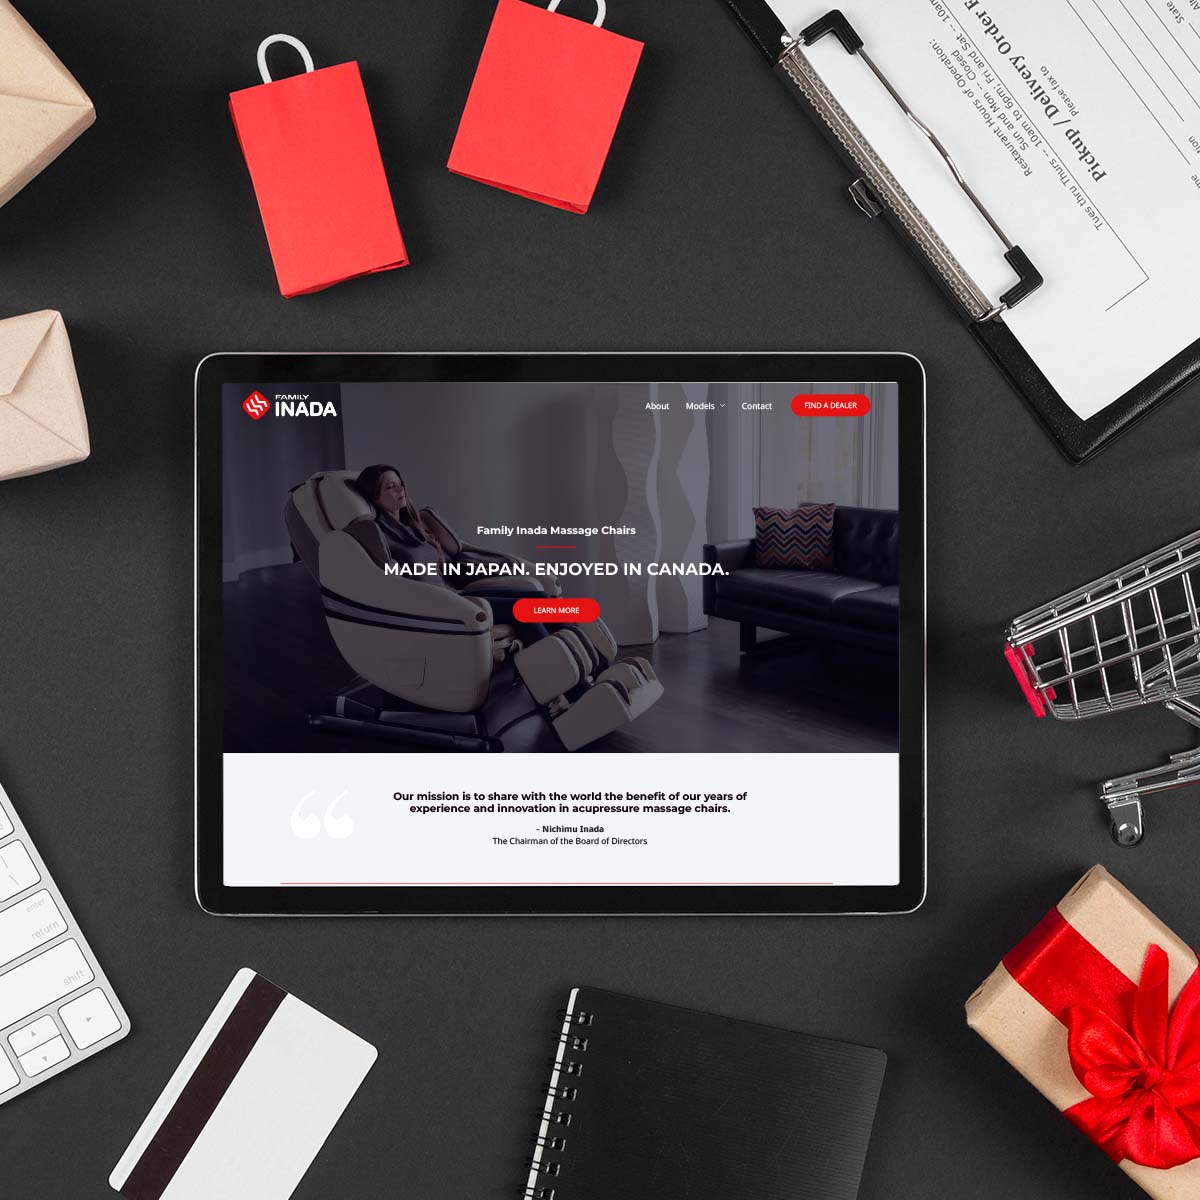 Pickup / Delivery Order F
Please fax to
Restaurant Hours of Operation:
Sun and Mon -- Closed
Tues thru Thurs -- 10am to 6pm; Fri and Sat -- 10am
State
FAMILY
INADA
About
Models
Contact
FIND A DEALER
Family Inada Massage Chairs
MADE IN JAPAN. ENJOYED IN CANADA.
LEARN MORE
“
Our mission is to share with the world the benefit of our years of
experience and innovation in acupressure massage chairs.
– Nichimu Inada
The Chairman of the Board of Directors
enter
return
shift